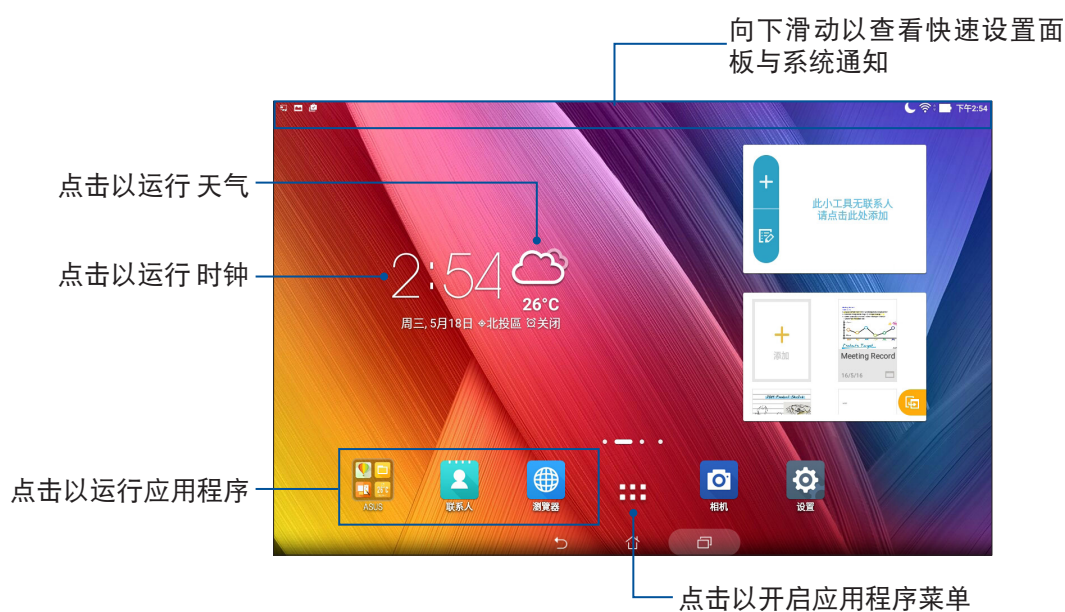 向下滑动以查看快速设置面
板与系统通知
下午2:54
点击以运行 天气
此小工具无联系人
请点击此处添加
点击以运行 时钟
2:54
26°C
周三, 5月18日 北投區 关闭
添加
Meeting Record
16/5/16
点击以运行应用程序
ASUS
联系人
瀏覽器
相机
设置
点击以开启应用程序菜单